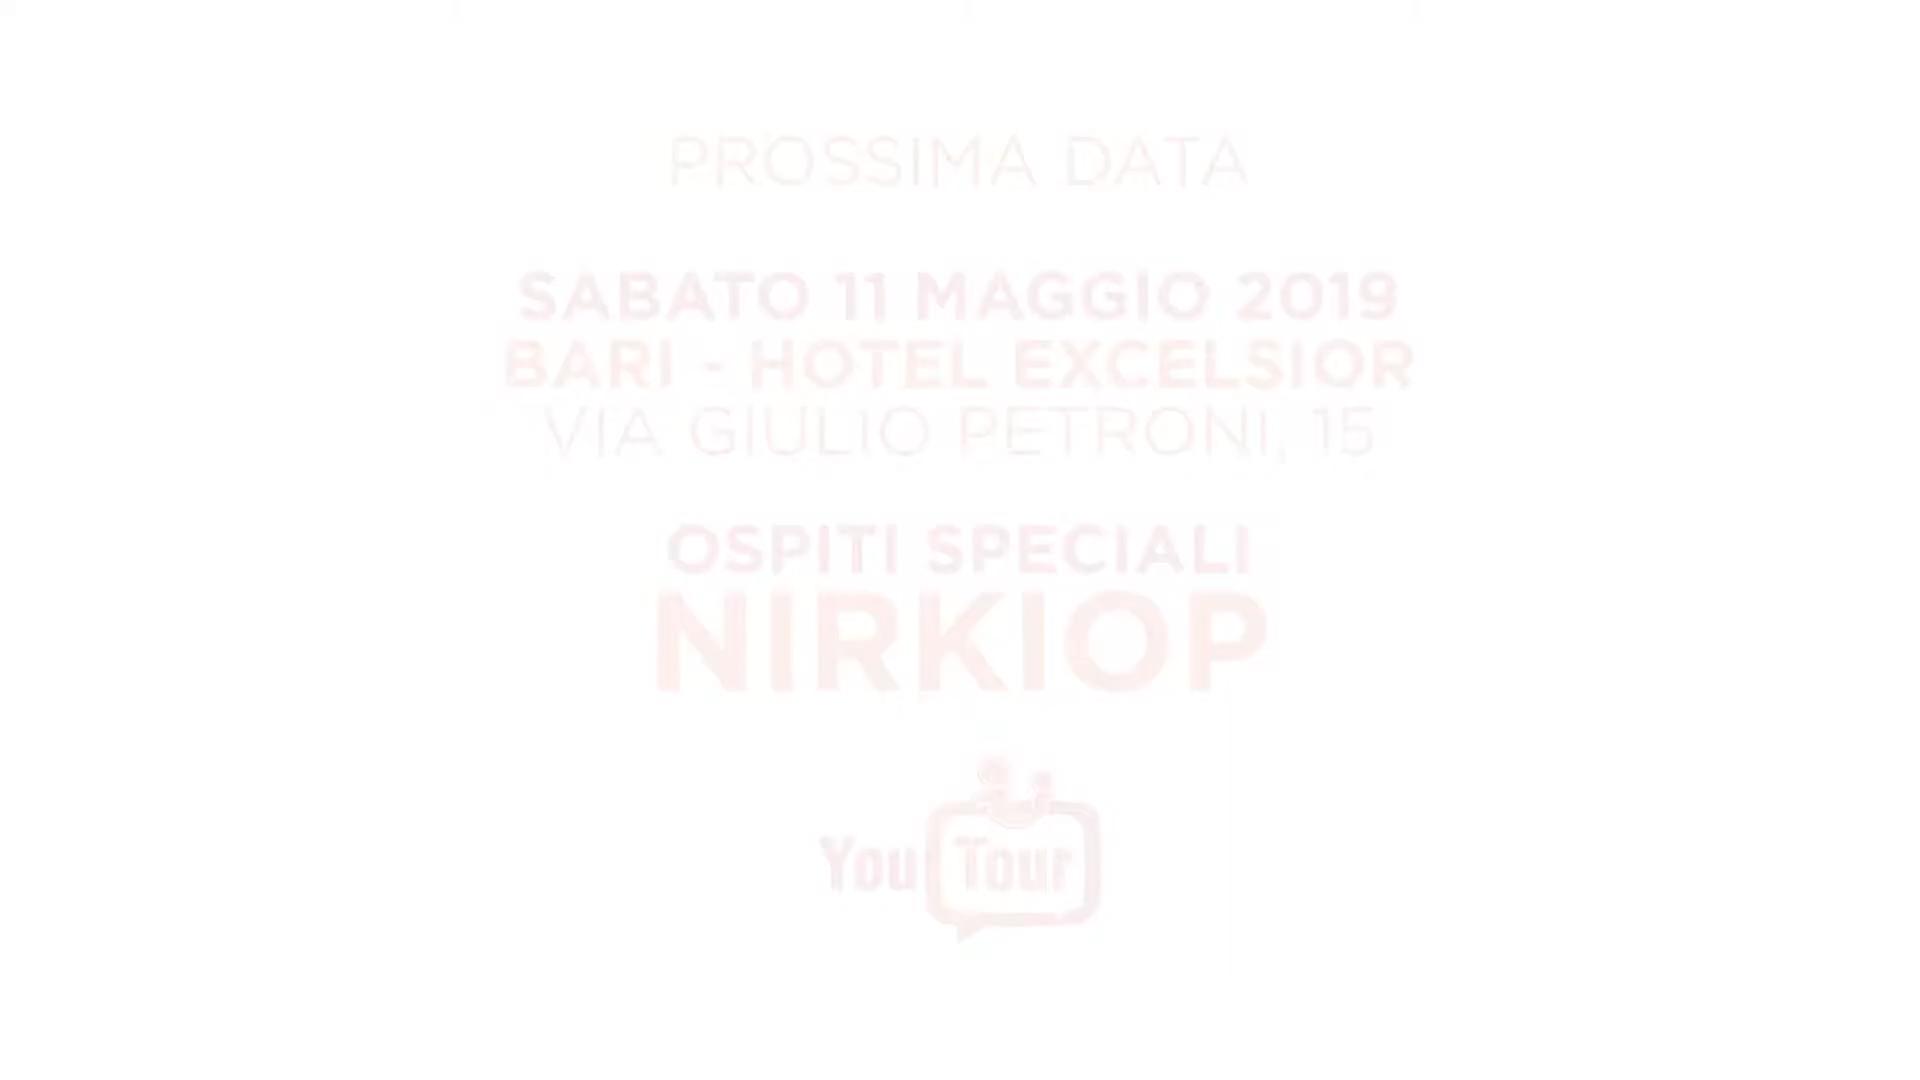 PROSSIMA DATA
SABATO 11 MAGGIO 2019
BARI - HOTEL EXCELSIOR
VIA GIULIO PETRONI, 15
OSPITI SPECIALI
NIRKIOP
You Tour